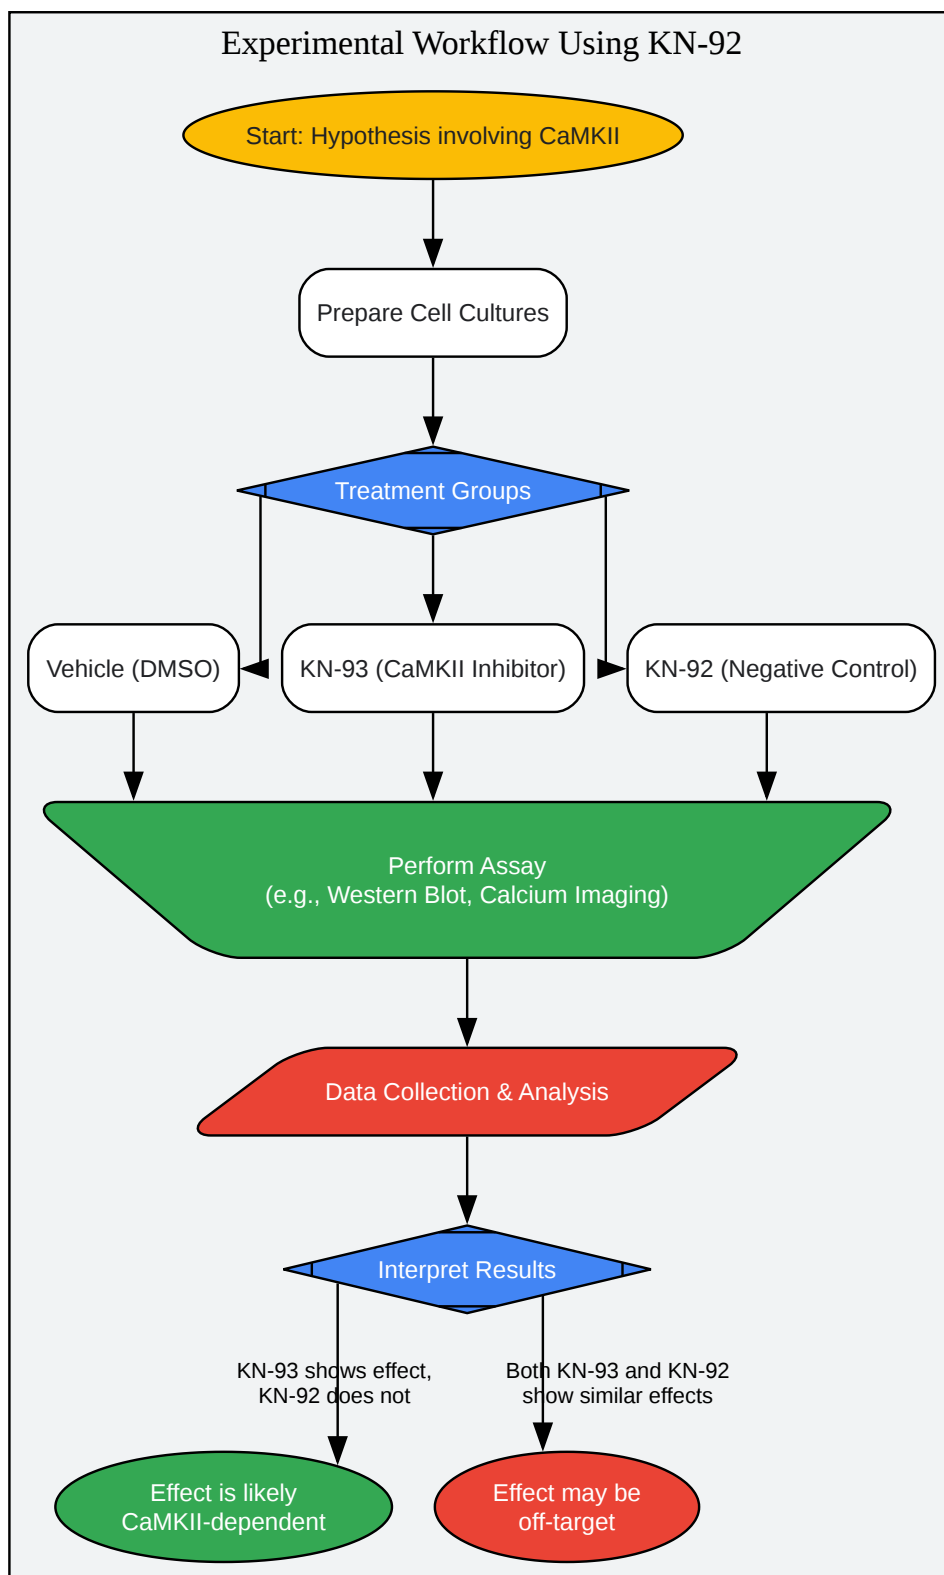 Experimental Workflow Using KN-92
Start: Hypothesis involving CaMKII
Prepare Cell Cultures
Treatment Groups
Vehicle (DMSO)
KN-93 (CaMKII Inhibitor)
KN-92 (Negative Control)
Perform Assay
(e.g., Western Blot, Calcium Imaging)
Data Collection & Analysis
Interpret Results
KN-93 shows effect,
KN-92 does not
Both KN-93 and KN-92
show similar effects
Effect is likely
CaMKII-dependent
Effect may be
off-target